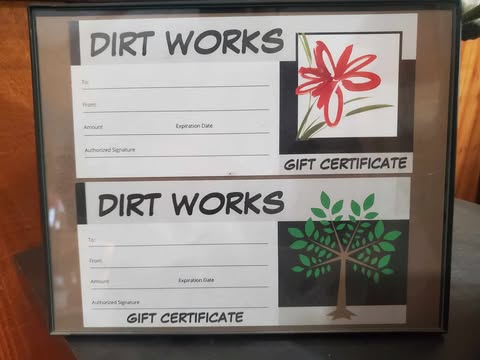 DIRT WORKS
To:
From:
Amount Expiration Date
Authorized Signature
GIFT CERTIFICATE
DIRT WORKS
To:
From:
Amount Expiration Date
Authorized Signature
GIFT CERTIFICATE